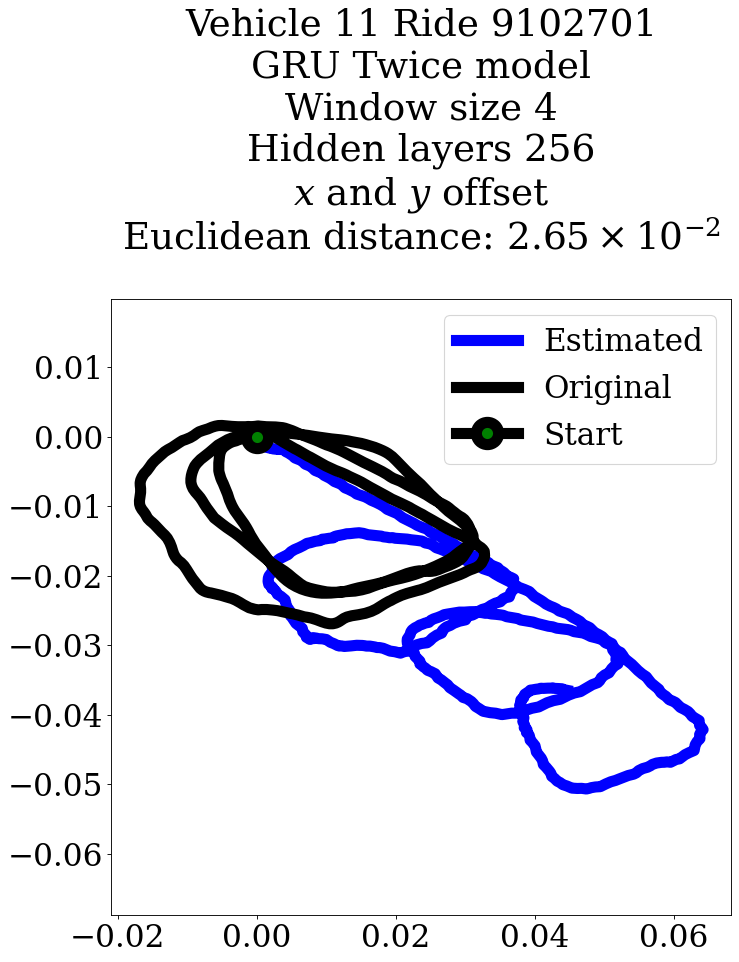 Vehicle 11 Ride 9102701
GRU Twice model
Window size 4
Hidden layers 256
x and y offset
Euclidean distance: 2.65 × 10⁻²
Estimated
Original
Start
0.01
0.00
−0.01
−0.02
−0.03
−0.04
−0.05
−0.06
−0.02 0.00 0.02 0.04 0.06